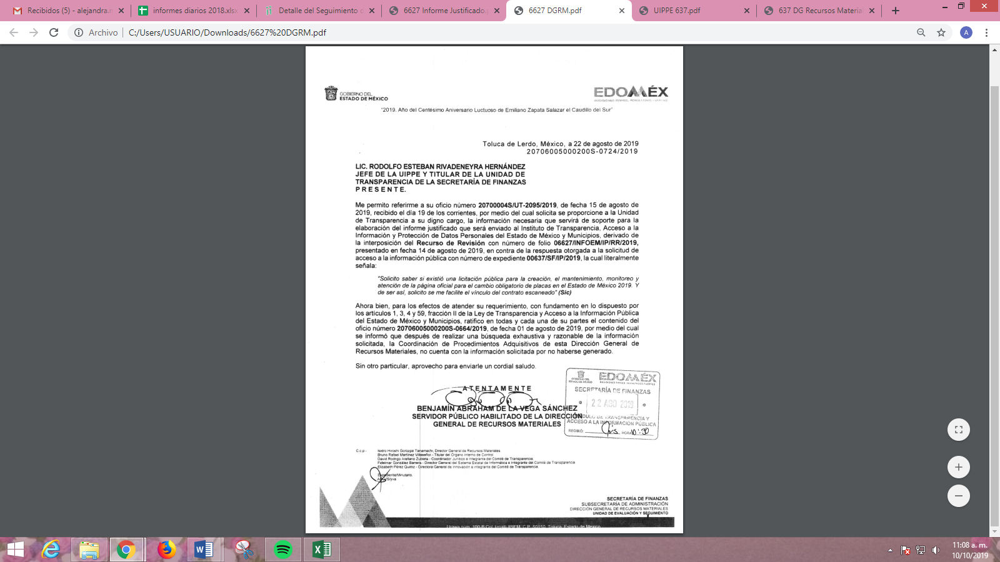 Recibidos (5) - alejandra.n
informes diarios 2018.xlsx
Detalle del Seguimiento d
6627 Informe Justificado.
6627 DGRM.pdf
UIPPE 637.pdf
637 DG Recursos Materia
Archivo
C:/Users/USUARIO/Downloads/6627%20DGRM.pdf
A
GOBIERNO DEL
ESTADO DE MÉXICO
EDOMÉX
"2019. Año del Centésimo Aniversario Luctuoso de Emiliano Zapata Salazar el Caudillo del Sur"
Toluca de Lerdo, México, a 22 de agosto de 2019
20706005000200S-0724/2019
LIC. RODOLFO ESTEBAN RIVADENEYRA HERNÁNDEZ
JEFE DE LA UIPPE Y TITULAR DE LA UNIDAD DE
TRANSPARENCIA DE LA SECRETARÍA DE FINANZAS
P R E S E N T E.
Me permito referirme a su oficio número 20700004S/UT-2095/2019, de fecha 15 de agosto de
2019, recibido el día 19 de los corrientes, por medio del cual solicita se proporcione a la Unidad
de Transparencia a su digno cargo, la información necesaria que servirá de soporte para la
elaboración del informe justificado que será enviado al Instituto de Transparencia, Acceso a la
Información y Protección de Datos Personales del Estado de México y Municipios, derivado de
la interposición del Recurso de Revisión con número de folio 06627/INFOEM/IP/RR/2019,
presentado en fecha 14 de agosto de 2019, en contra de la respuesta otorgada a la solicitud de
acceso a la información pública con número de expediente 00637/SF/IP/2019, la cual literalmente
señala:
"Solicito saber si existió una licitación pública para la creación, el mantenimiento, monitoreo y
atención de la página oficial para el cambio obligatorio de placas en el Estado de México 2019. Y
de ser así, solicito se me facilite el vínculo del contrato escaneado" (Sic)
Ahora bien, para los efectos de atender su requerimiento, con fundamento en lo dispuesto por
los artículos 1, 3, 4 y 59, fracción II de la Ley de Transparencia y Acceso a la Información Pública
del Estado de México y Municipios, ratifico en todas y cada una de su partes el contenido del
oficio número 20706005000200S-0664/2019, de fecha 01 de agosto de 2019, por medio del cual
se informó que después de realizar una búsqueda exhaustiva y razonable de la información
solicitada, la Coordinación de Procedimientos Adquisitivos de esta Dirección General de
Recursos Materiales, no cuenta con la información solicitada por no haberse generado.
Sin otro particular, aprovecho para enviarle un cordial saludo.
A T E N T A M E N T E
BENJAMÍN ABRAHAM DE LA VEGA SÁNCHEZ
SERVIDOR PÚBLICO HABILITADO DE LA DIRECCIÓN
GENERAL DE RECURSOS MATERIALES
GOBIERNO DEL
ESTADO DE MÉXICO
EDOMÉX
SECRETARÍA DE FINANZAS
22 AGO 2019
MÓDULO DE TRANSPARENCIA Y
ACCESO A LA INFORMACIÓN PÚBLICA
RECIBIÓ: HORA
C.c.p.- Isidro Hiroshi Gorozpe Tanamachi, Director General de Recursos Materiales
Bruno Rafael Martínez Villaseñor - Titular del Órgano Interno de Control
David Rodrigo Arellano Zubieta - Coordinador Jurídico e Integrante del Comité de Transparencia.
Fidelmar González Barrera - Director General del Sistema Estatal de Informática e Integrante del Comité de Transparencia
Elizabeth Pérez Quiroz - Directora General de Innovación e Integrante del Comité de Transparencia.
Expediente/Minutario.
SECRETARÍA DE FINANZAS
SUBSECRETARÍA DE ADMINISTRACIÓN
DIRECCIÓN GENERAL DE RECURSOS MATERIALES
UNIDAD DE EVALUACIÓN Y SEGUIMIENTO
11:08 a. m.
10/10/2019